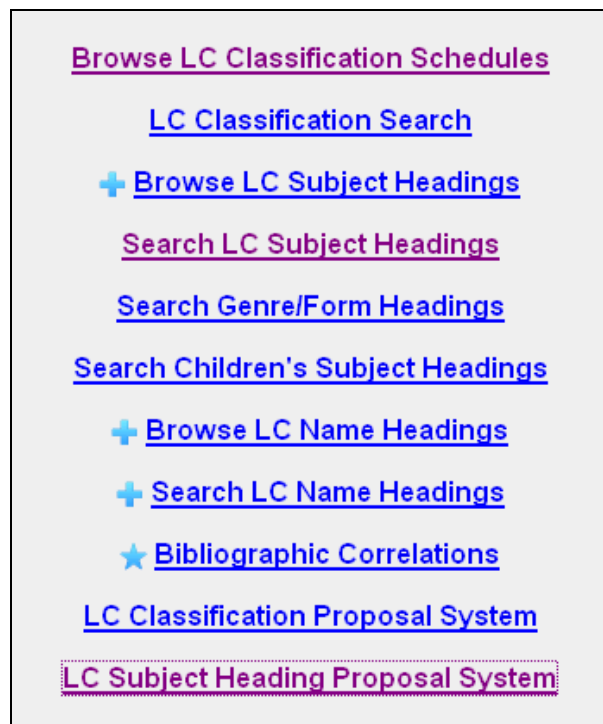 Browse LC Classification Schedules
LC Classification Search
Browse LC Subject Headings
Search LC Subject Headings
Search Genre/Form Headings
Search Children's Subject Headings
Browse LC Name Headings
Search LC Name Headings
Bibliographic Correlations
LC Classification Proposal System
LC Subject Heading Proposal System